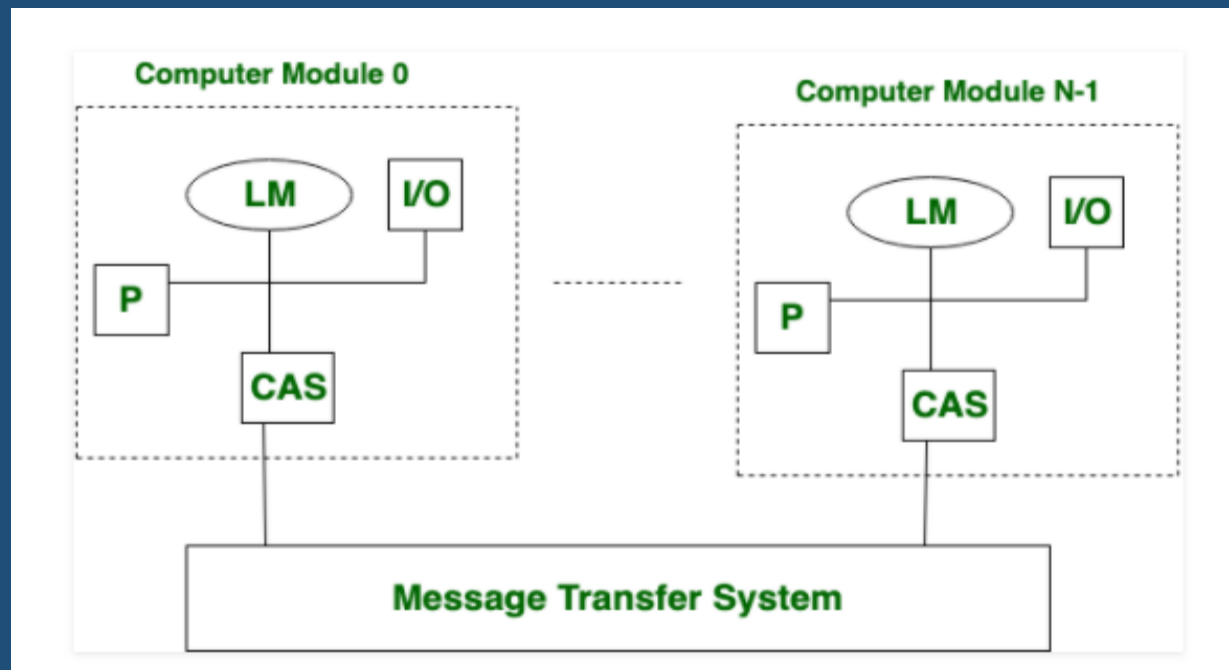 Computer Module 0
Computer Module N-1
LM
I/O
LM
I/O
P
P
CAS
CAS
Message Transfer System